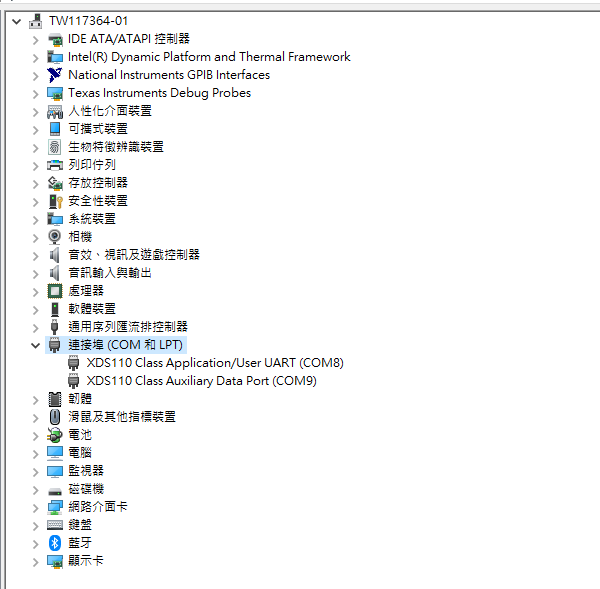 TW117364-01
IDE ATA/ATAPI 控制器
Intel(R) Dynamic Platform and Thermal Framework
National Instruments GPIB Interfaces
Texas Instruments Debug Probes
人性化介面裝置
可攜式裝置
生物特徵辨識裝置
列印佇列
存放控制器
安全性裝置
系統裝置
相機
音效、視訊及遊戲控制器
音訊輸入與輸出
處理器
軟體裝置
通用序列匯流排控制器
連接埠 (COM 和 LPT)
XDS110 Class Application/User UART (COM8)
XDS110 Class Auxiliary Data Port (COM9)
韌體
滑鼠及其他指標裝置
電池
電腦
監視器
磁碟機
網路介面卡
鍵盤
藍牙
顯示卡